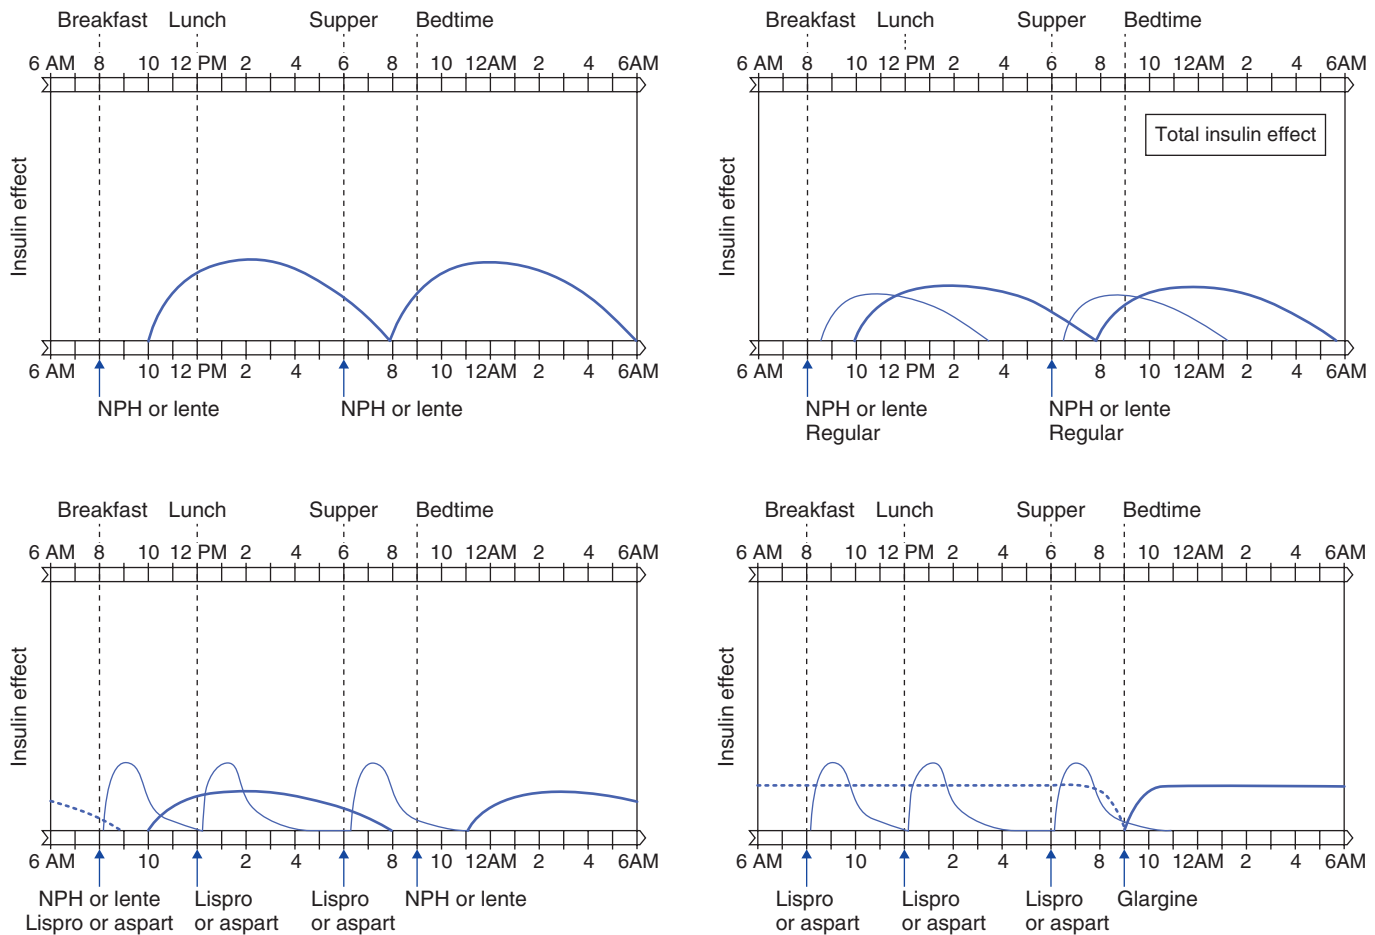 Breakfast Lunch Supper Bedtime
6 AM 8 10 12 PM 2 4 6 8 10 12AM 2 4 6AM
Insulin effect
6 AM 10 12 PM 2 4 8 10 12AM 2 4 6AM
NPH or lente NPH or lente
Breakfast Lunch Supper Bedtime
6 AM 8 10 12 PM 2 4 6 8 10 12AM 2 4 6AM
Total insulin effect
Insulin effect
6 AM 10 12 PM 2 4 8 10 12AM 2 4 6AM
NPH or lente NPH or lente
Regular Regular
Breakfast Lunch Supper Bedtime
6 AM 8 10 12 PM 2 4 6 8 10 12AM 2 4 6AM
Insulin effect
6 AM 10 2 4 8 10 12AM 2 4 6AM
NPH or lente Lispro Lispro NPH or lente
Lispro or aspart or aspart or aspart
Breakfast Lunch Supper Bedtime
6 AM 8 10 12 PM 2 4 6 8 10 12AM 2 4 6AM
Insulin effect
6 AM 10 2 4 8 10 12AM 2 4 6AM
Lispro Lispro Lispro Glargine
or aspart or aspart or aspart